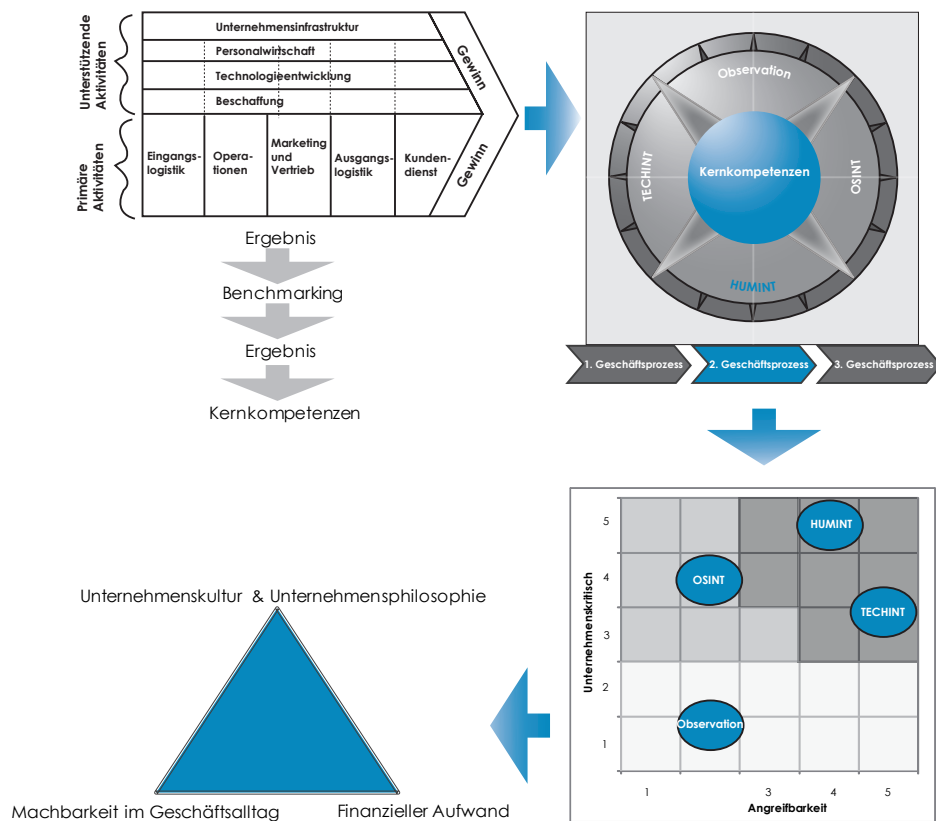 Unterstützende
Aktivitäten
Unternehmensinfrastruktur
Personalwirtschaft
Technologieentwicklung
Beschaffung
Gewinn
Primäre
Aktivitäten
Eingangs-
logistik
Opera-
tionen
Marketing
und
Vertrieb
Ausgangs-
logistik
Kunden-
dienst
Gewinn
Ergebnis
Benchmarking
Ergebnis
Kernkompetenzen
Observation
TECHINT
Kernkompetenzen
OSINT
HUMINT
1. Geschäftsprozess
2. Geschäftsprozess
3. Geschäftsprozess
Unternehmenskultur & Unternehmensphilosophie
Machbarkeit im Geschäftsalltag
Finanzieller Aufwand
Unternehmenskritisch
5
4
3
2
1
HUMINT
OSINT
TECHINT
Observation
1
3
4
5
Angreifbarkeit